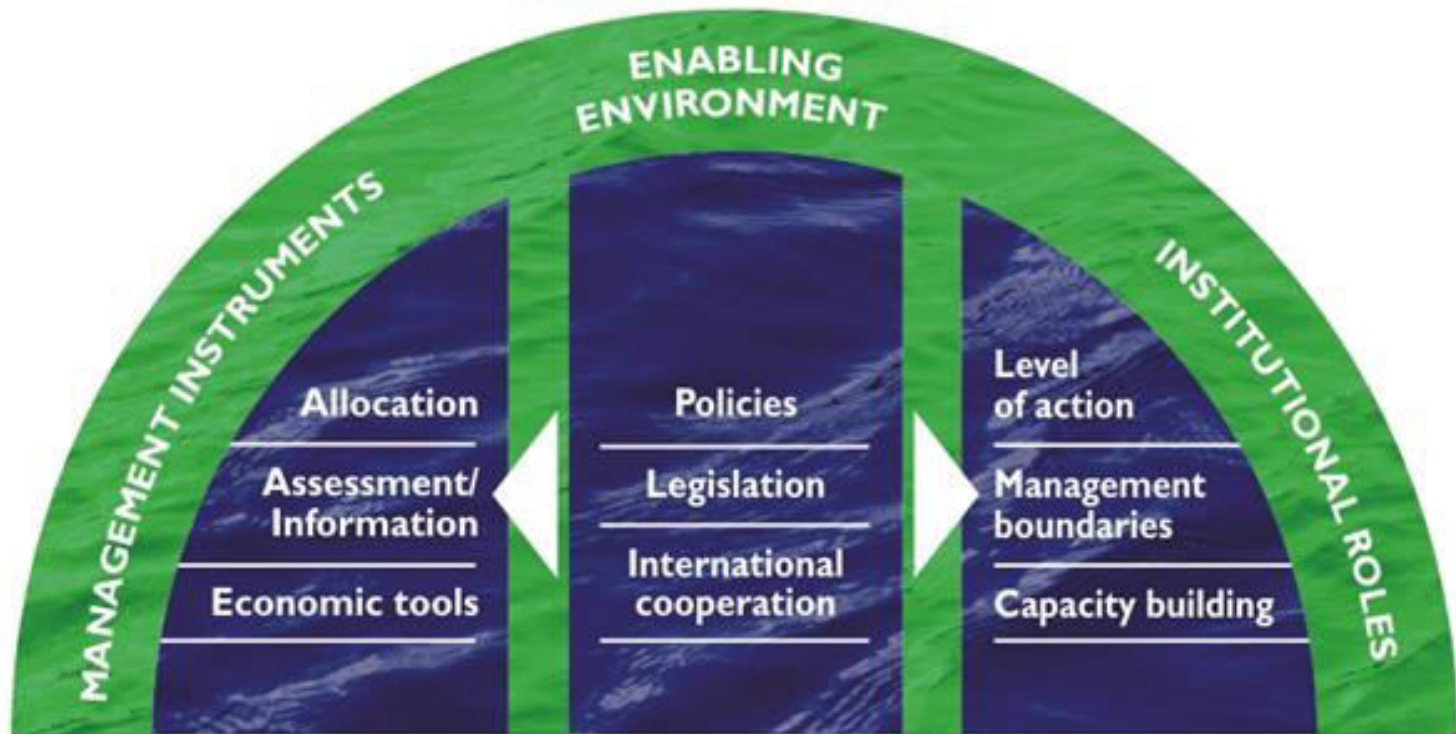 ENABLING
ENVIRONMENT
MANAGEMENT INSTRUMENTS
INSTITUTIONAL ROLES
Allocation
Assessment/
Information
Economic tools
Policies
Legislation
International
cooperation
Level
of action
Management
boundaries
Capacity building